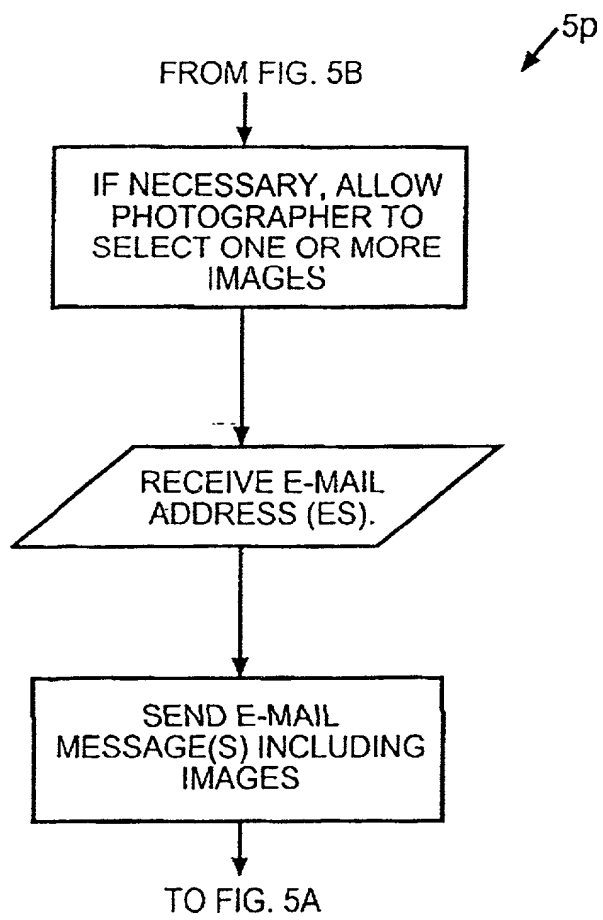 5p
FROM FIG. 5B
IF NECESSARY, ALLOW
PHOTOGRAPHER TO
SELECT ONE OR MORE
IMAGES
RECEIVE E-MAIL
ADDRESS (ES).
SEND E-MAIL
MESSAGE(S) INCLUDING
IMAGES
TO FIG. 5A